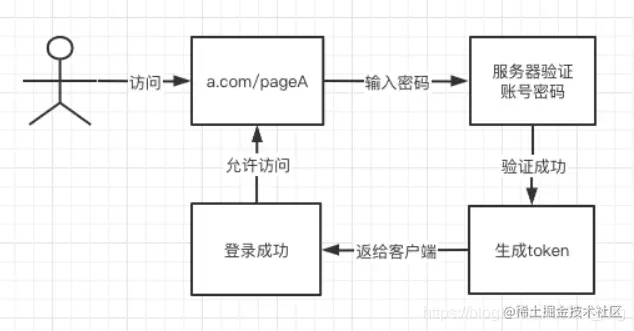 访问
a.com/pageA
输入密码
服务器验证
账号密码
允许访问
验证成功
登录成功
返给客户端
生成token
@稀土掘金技术社区